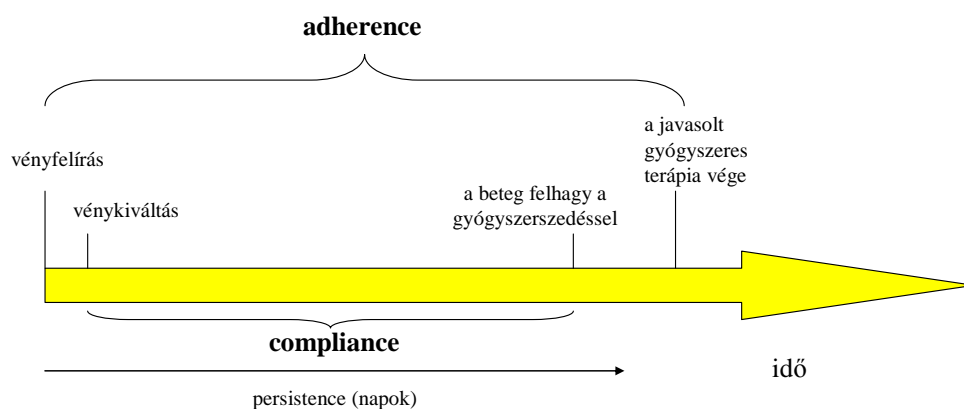 adherence
vényfelírás
vénykiváltás
a beteg felhagy a
gyógyszerszedéssel
a javasolt
gyógyszeres
terápia vége
compliance
idő
persistence (napok)